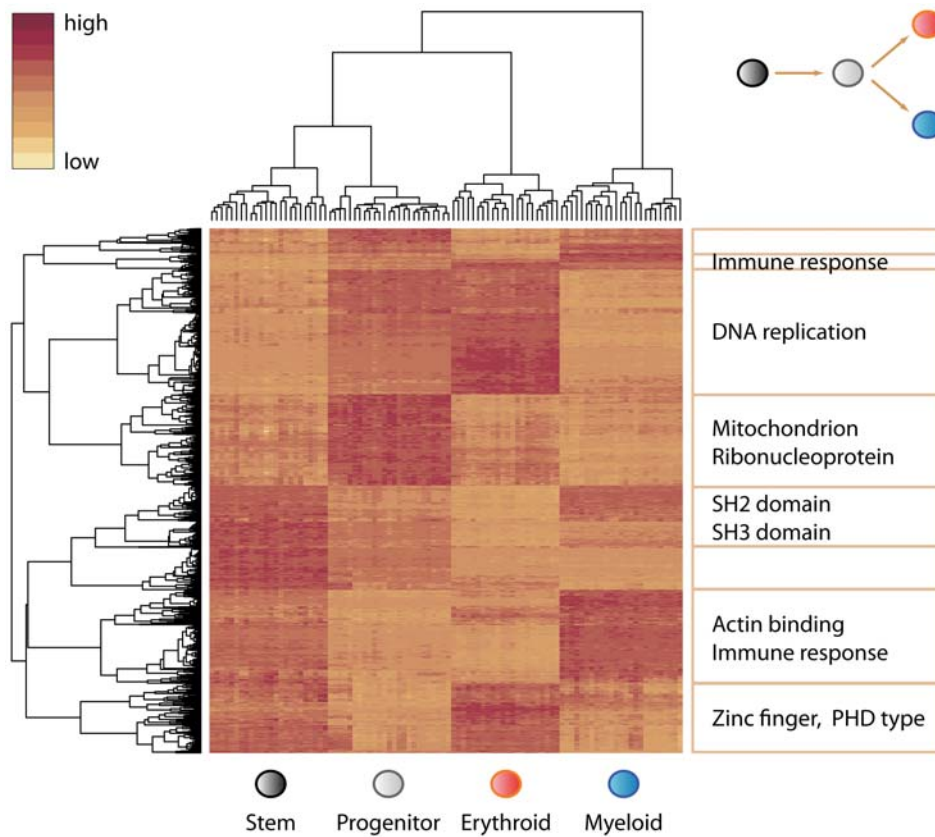 high
low
Immune response
DNA replication
Mitochondrion
Ribonucleoprotein
SH2 domain
SH3 domain
Actin binding
Immune response
Zinc finger, PHD type
Stem
Progenitor
Erythroid
Myeloid